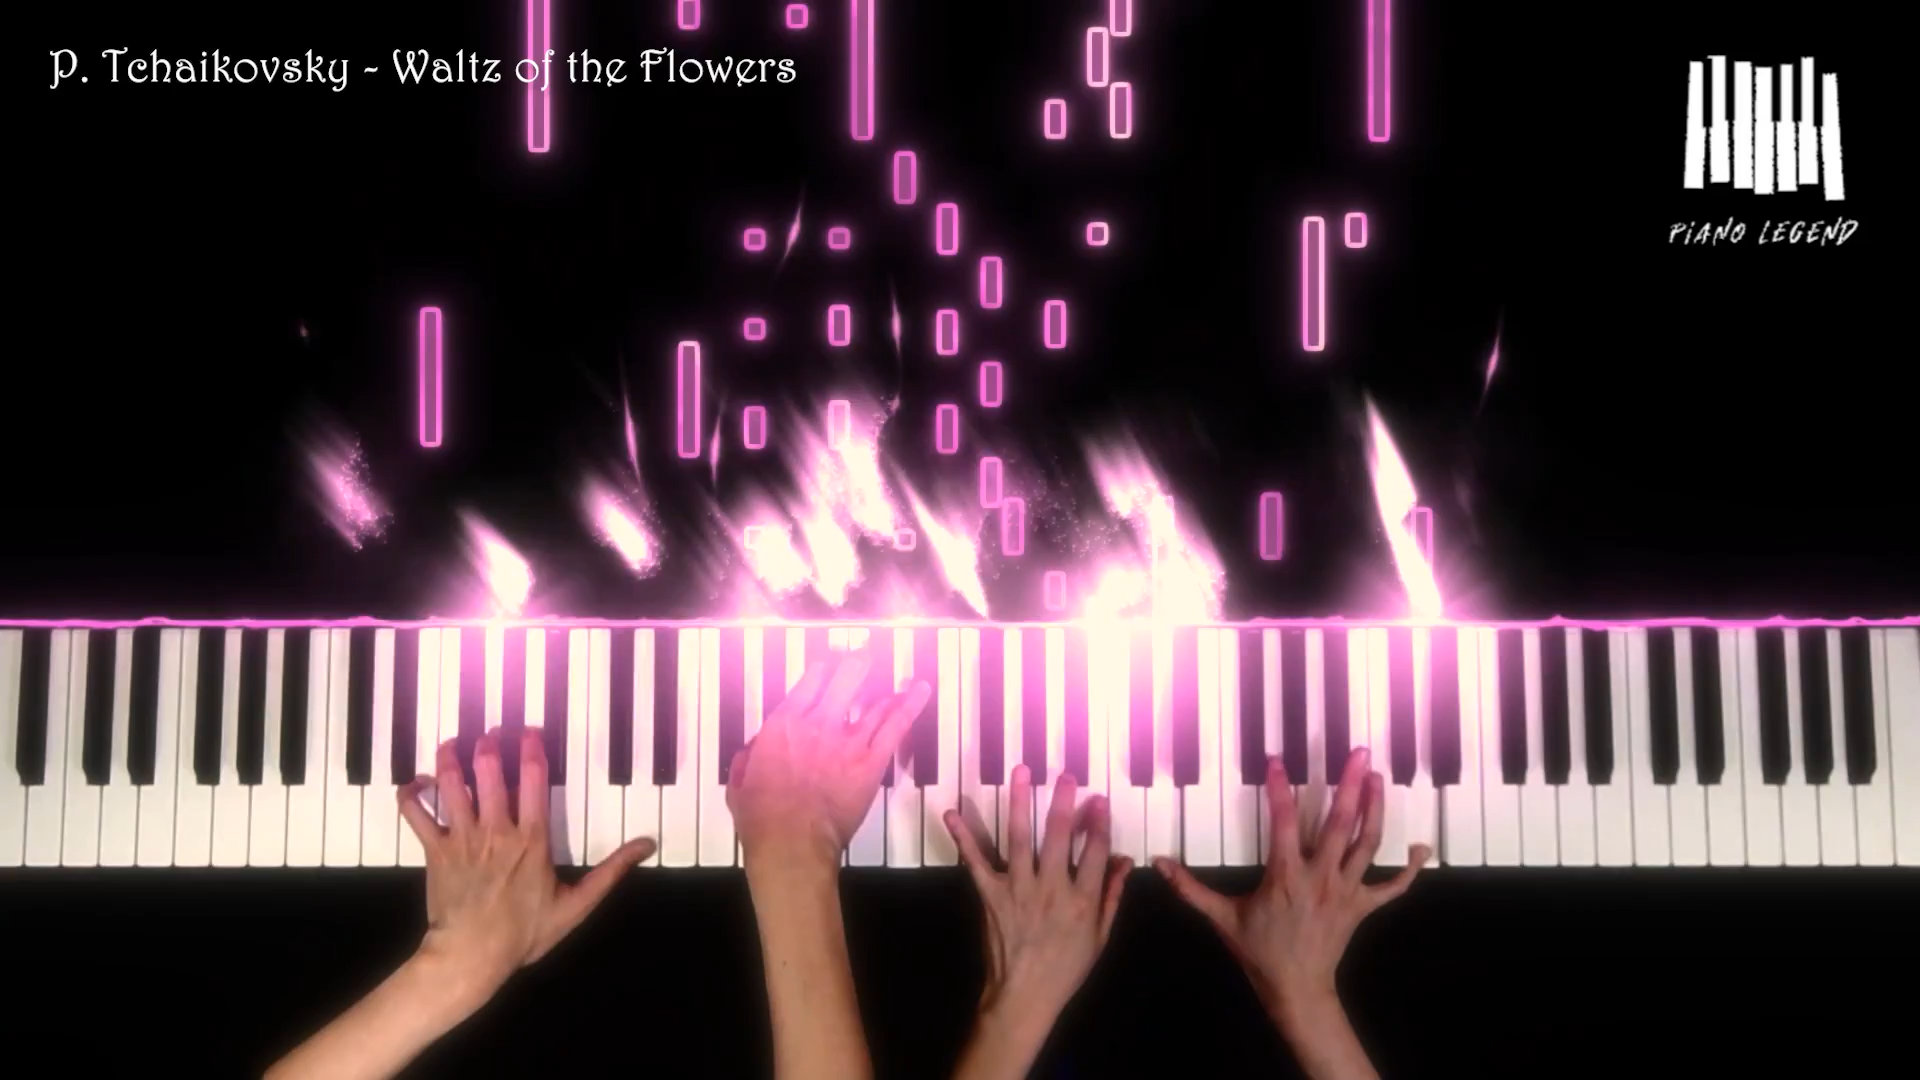 P. Tchaikovsky - Waltz of the Flowers
PIANO LEGEND